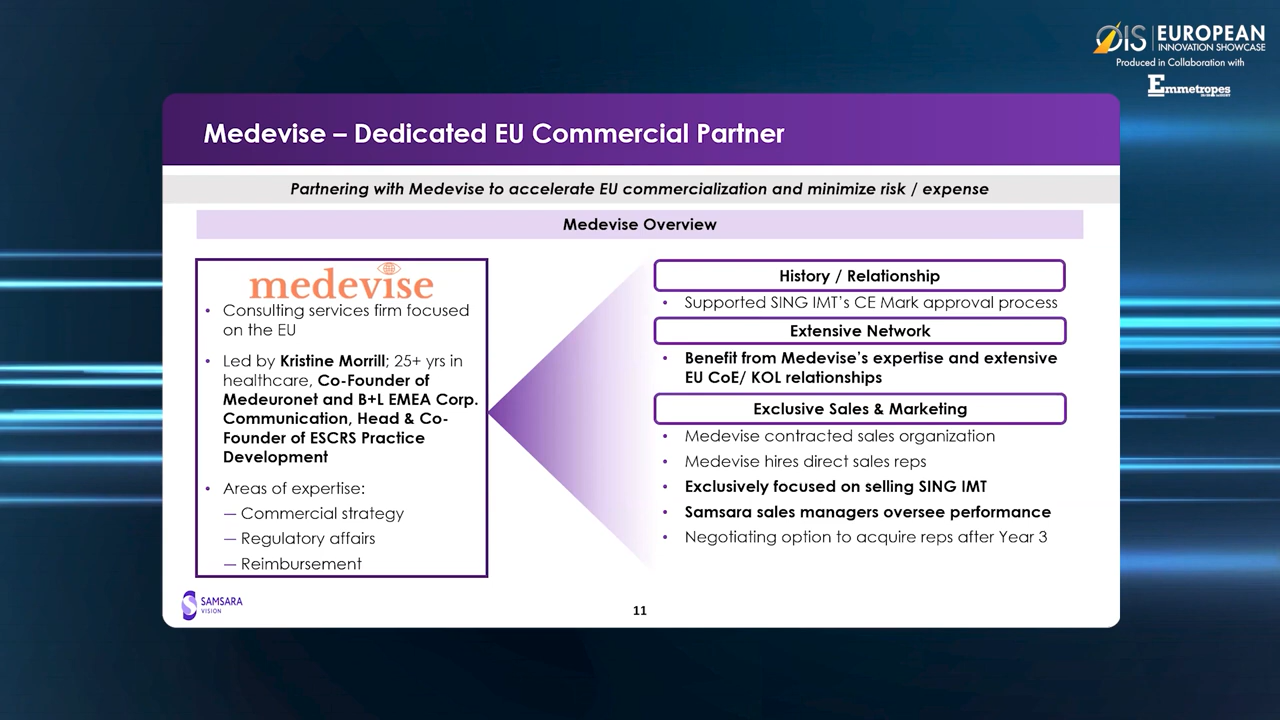 OIS EUROPEAN
INNOVATION SHOWCASE
Produced in Collaboration with
Emmetropes
Medevise – Dedicated EU Commercial Partner
Partnering with Medevise to accelerate EU commercialization and minimize risk / expense
Medevise Overview
medevise
• Consulting services firm focused
on the EU
• Led by Kristine Morrill; 25+ yrs in
healthcare, Co-Founder of
Medeuronet and B+L EMEA Corp.
Communication, Head & Co-
Founder of ESCRS Practice
Development
• Areas of expertise:
— Commercial strategy
— Regulatory affairs
— Reimbursement
History / Relationship
• Supported SING IMT’s CE Mark approval process
Extensive Network
• Benefit from Medevise’s expertise and extensive
EU CoE/ KOL relationships
Exclusive Sales & Marketing
• Medevise contracted sales organization
• Medevise hires direct sales reps
• Exclusively focused on selling SING IMT
• Samsara sales managers oversee performance
• Negotiating option to acquire reps after Year 3
SAMSARA
VISION
11